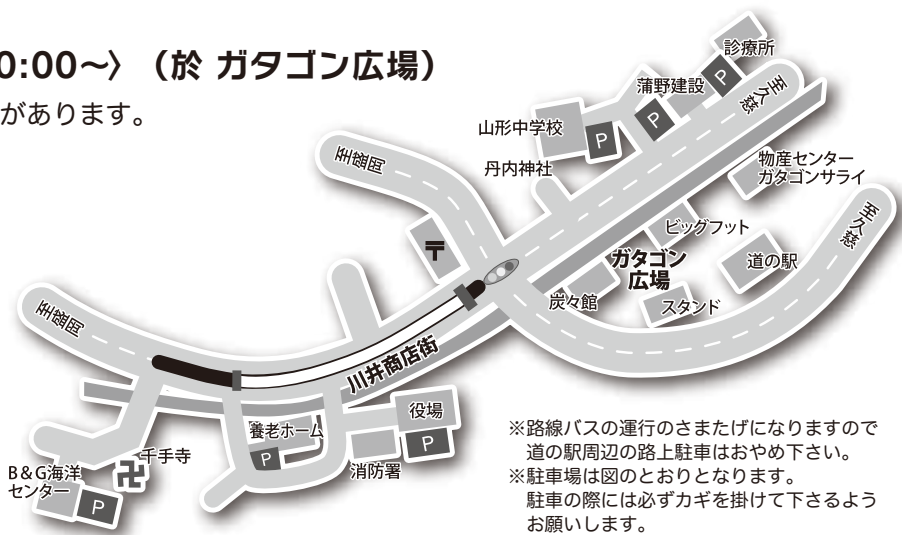 0:00～〉（於 ガタゴン広場）
があります。
診療所
P
蒲野建設
P
至久慈
山形中学校
P
丹内神社
至盛岡
物産センター
ガタゴンサライ
至久慈
ビッグフット
〒
ガタゴン
広場
道の駅
炭々館
スタンド
至盛岡
川井商店街
役場
P
養老ホーム
P
消防署
千手寺
卍
B&G海洋
センター
P
※路線バスの運行のさまたげになりますので
道の駅周辺の路上駐車はおやめ下さい。
※駐車場は図のとおりとなります。
駐車の際には必ずカギを掛けて下さるよう
お願いします。